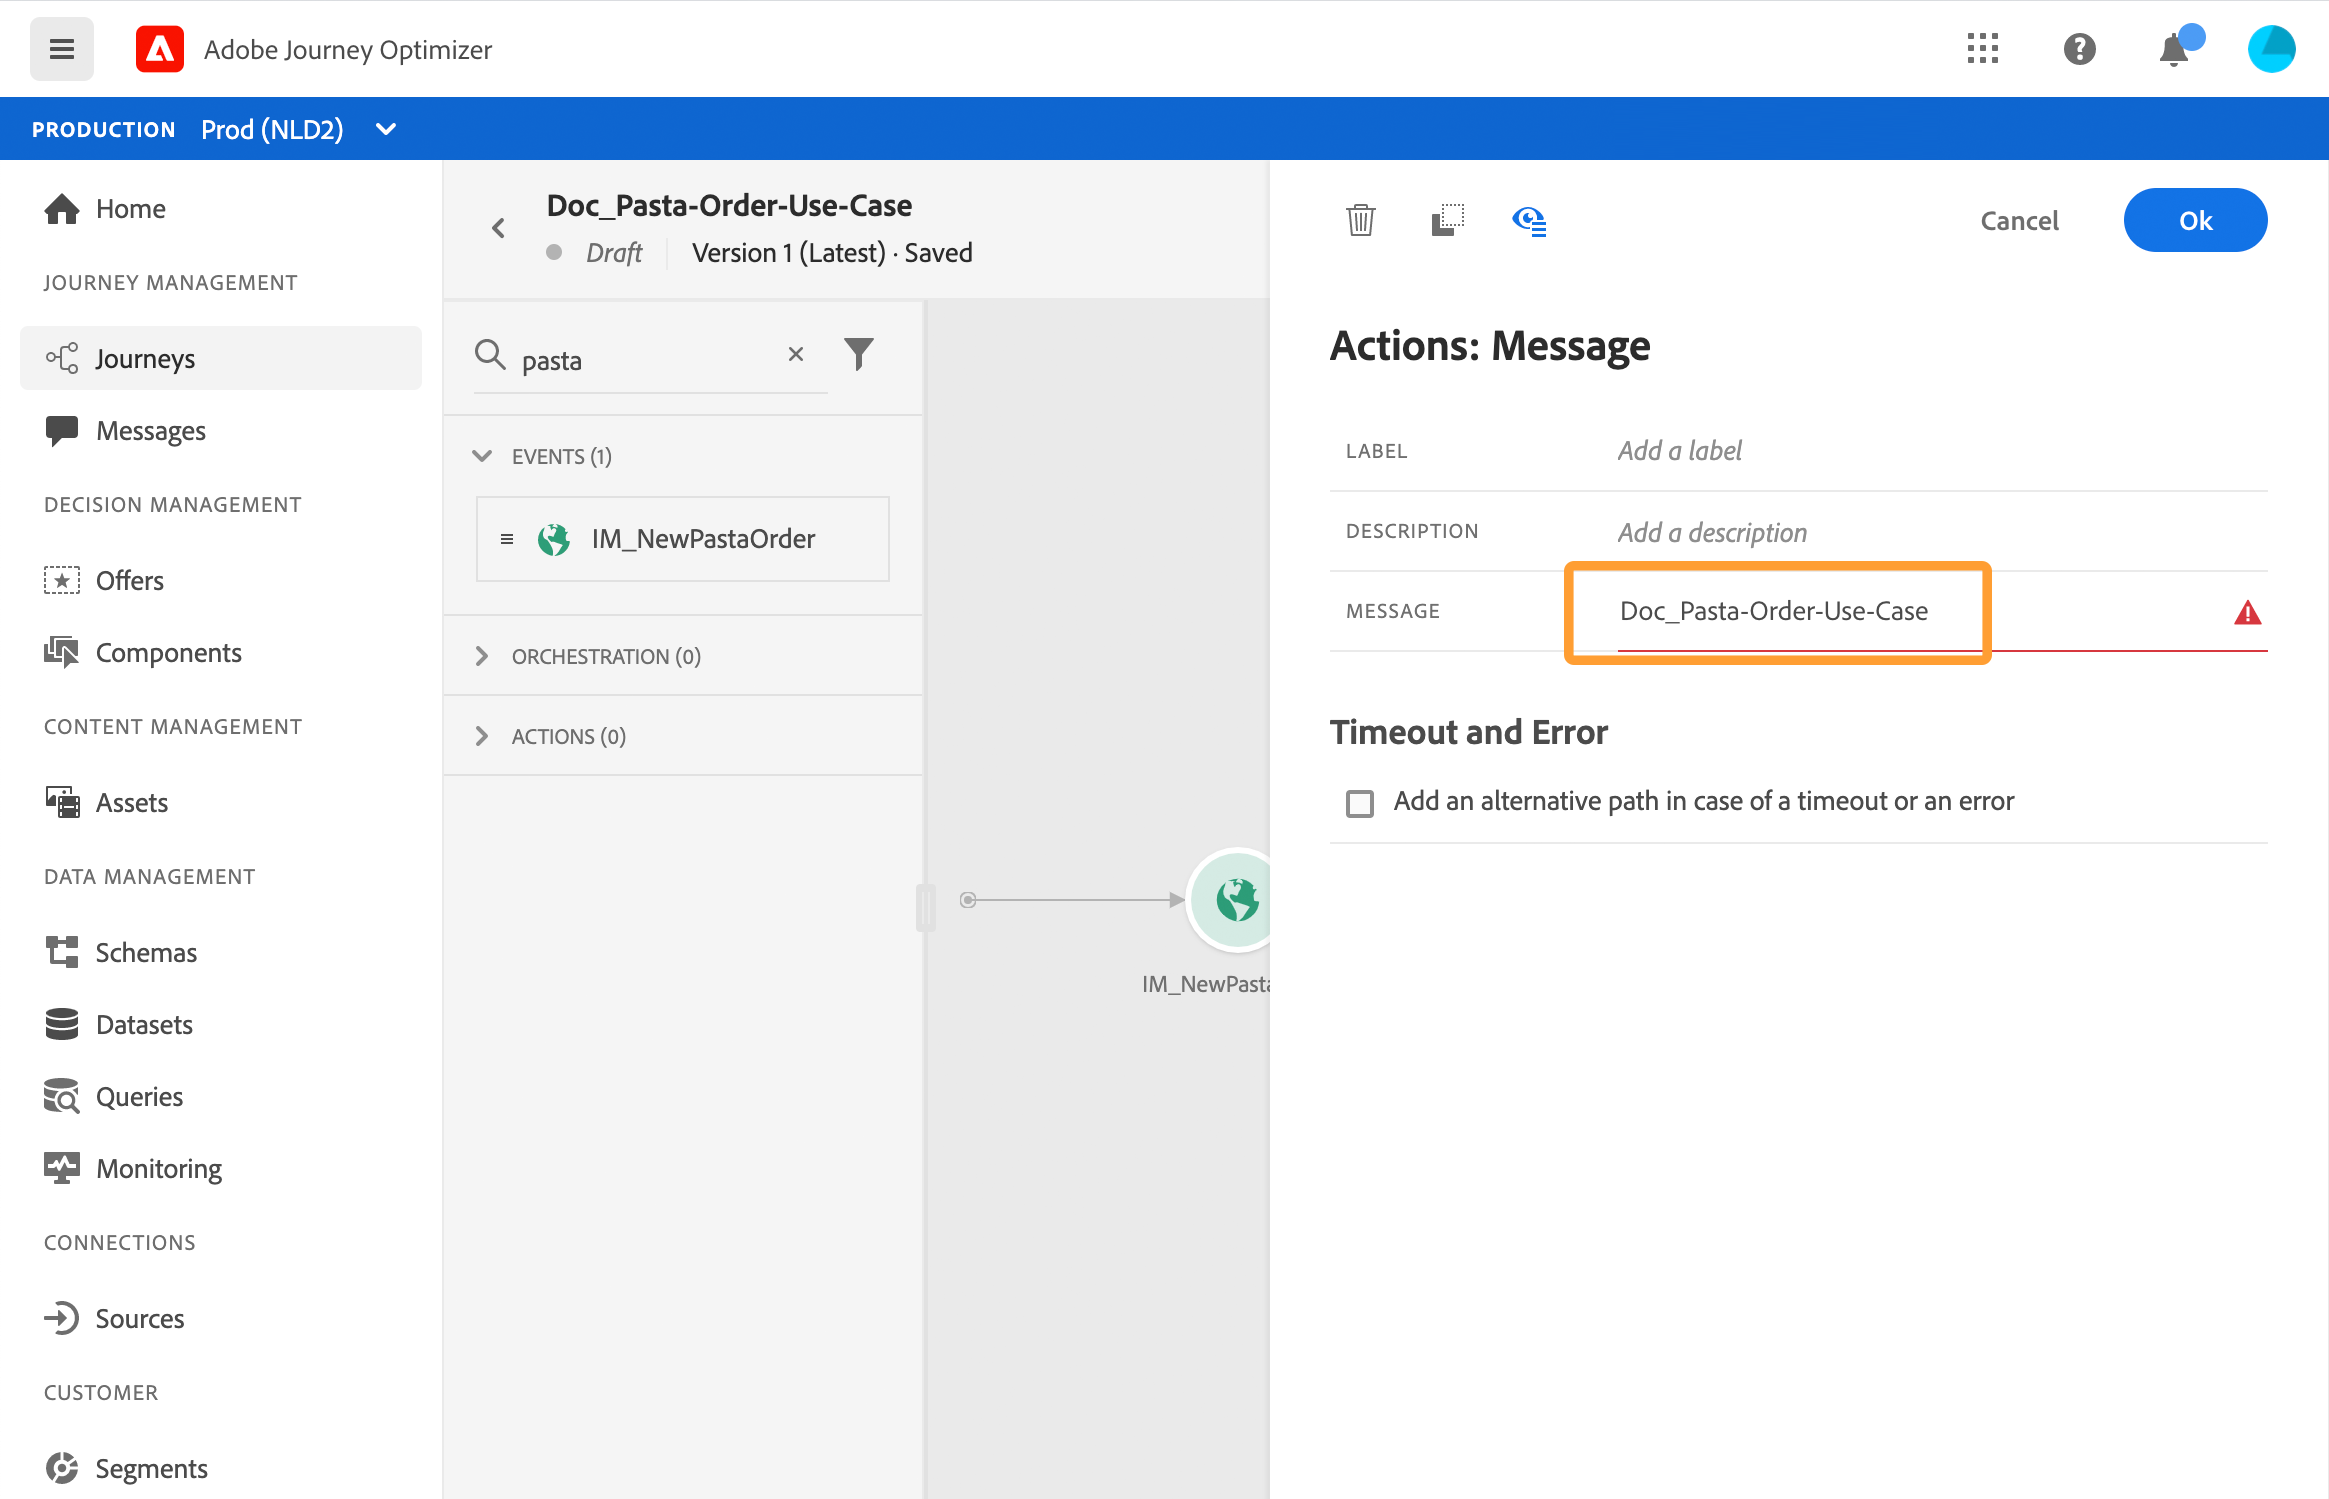 Adobe Journey Optimizer
PRODUCTION Prod (NLD2)
Home
JOURNEY MANAGEMENT
Journeys
Messages
DECISION MANAGEMENT
Offers
Components
CONTENT MANAGEMENT
Assets
DATA MANAGEMENT
Schemas
Datasets
Queries
Monitoring
CONNECTIONS
Sources
CUSTOMER
Segments
Doc_Pasta-Order-Use-Case
Draft Version 1 (Latest) · Saved
pasta
EVENTS (1)
IM_NewPastaOrder
ORCHESTRATION (0)
ACTIONS (0)
IM_NewPasta
Cancel Ok
Actions: Message
LABEL Add a label
DESCRIPTION Add a description
MESSAGE Doc_Pasta-Order-Use-Case
Timeout and Error
Add an alternative path in case of a timeout or an error